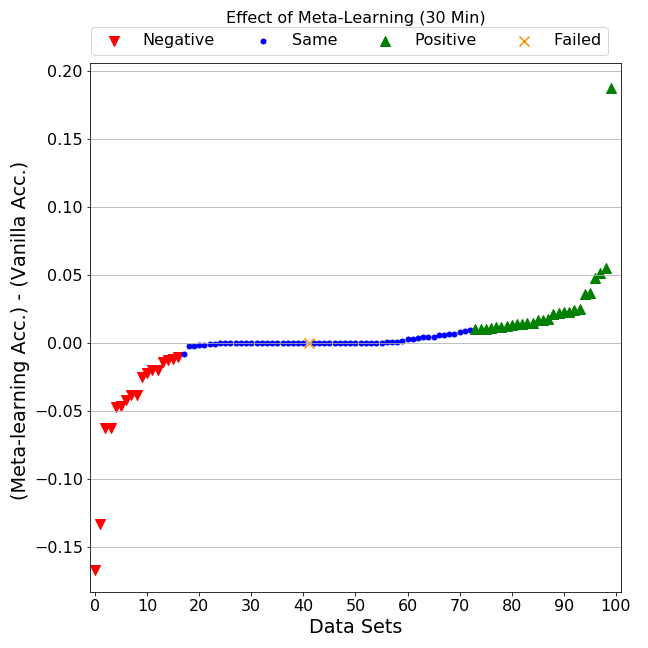 Effect of Meta-Learning (30 Min)
Negative Same Positive Failed
0.20
0.15
0.10
0.05
0.00
−0.05
−0.10
−0.15
(Meta-learning Acc.) - (Vanilla Acc.)
0 10 20 30 40 50 60 70 80 90 100
Data Sets